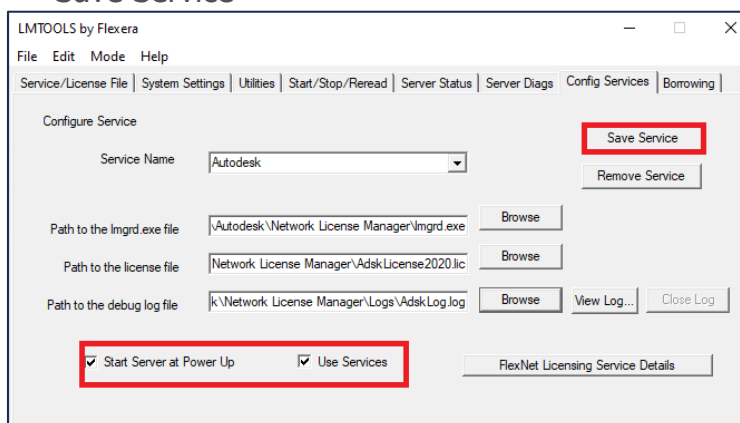 Save Service
LMTOOLS by Flexera
File Edit Mode Help
Service/License File System Settings Utilities Start/Stop/Reread Server Status Server Diags Config Services Borrowing
Configure Service
Save Service
Service Name Autodesk
Remove Service
Path to the lmgrd.exe file \Autodesk\Network License Manager\lmgrd.exe Browse
Path to the license file Network License Manager\AdskLicense2020.lic Browse
Path to the debug log file k\Network License Manager\Logs\AdskLog.log Browse View Log... Close Log
Start Server at Power Up Use Services FlexNet Licensing Service Details